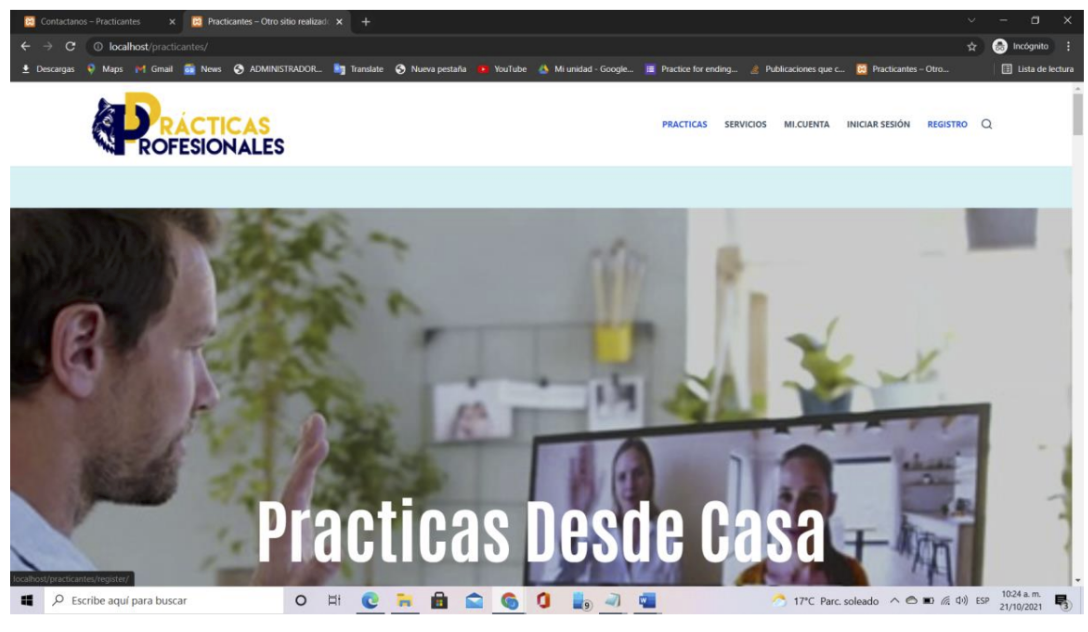 Contactanos – Practicantes
Practicantes – Otro sitio realizad
localhost/practicantes/
Incógnito
Descargas Maps Gmail News ADMINISTRADOR... Translate Nueva pestaña YouTube Mi unidad - Google... Practice for ending... Publicaciones que c... Practicantes – Otro... Lista de lectura
PRÁCTICAS
PROFESIONALES
PRACTICAS SERVICIOS MI.CUENTA INICIAR SESIÓN REGISTRO
Practicas Desde Casa
localhost/practicantes/register/
Escribe aquí para buscar
9
17°C Parc. soleado
ESP
10:24 a. m.
21/10/2021
3